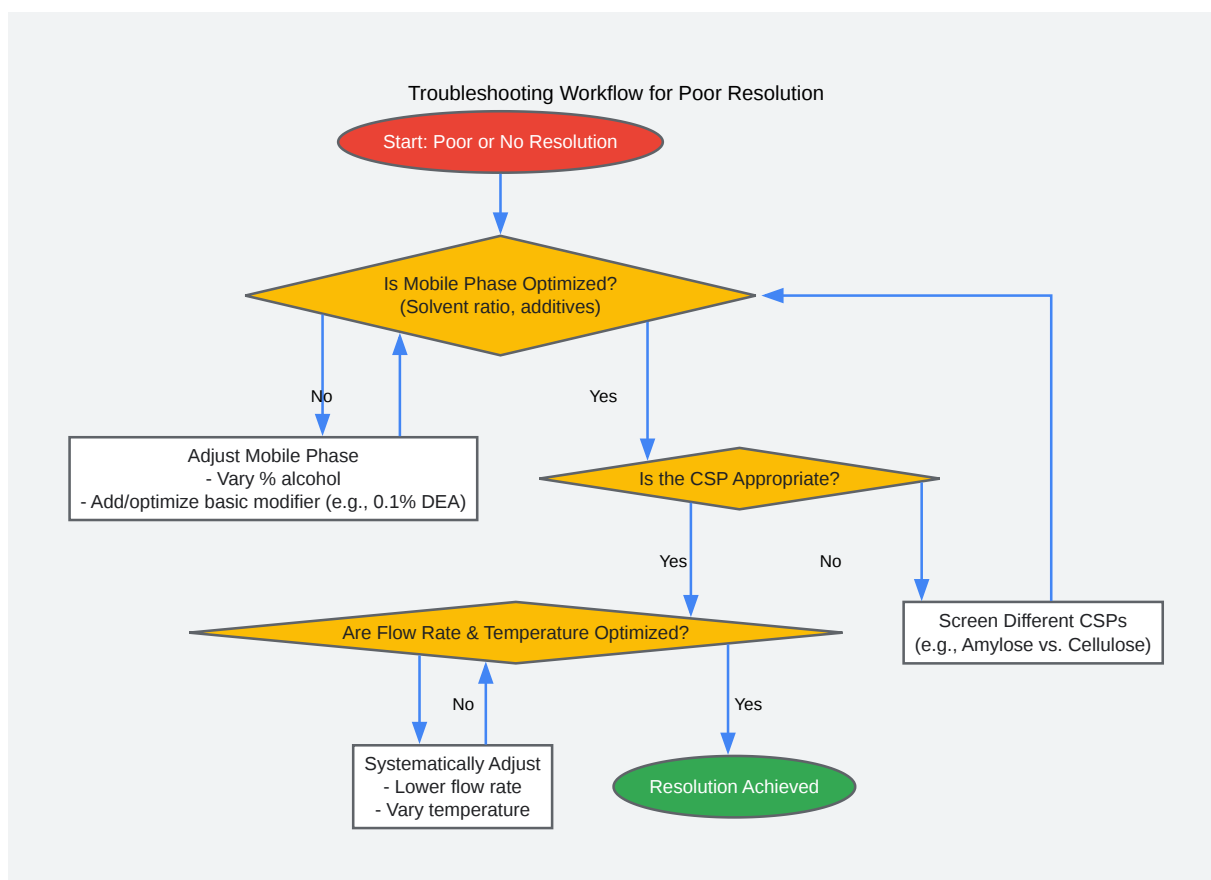 Troubleshooting Workflow for Poor Resolution
Start: Poor or No Resolution
Is Mobile Phase Optimized?
(Solvent ratio, additives)
No
Yes
Adjust Mobile Phase
- Vary % alcohol
- Add/optimize basic modifier (e.g., 0.1% DEA)
Is the CSP Appropriate?
Yes
No
Screen Different CSPs
(e.g., Amylose vs. Cellulose)
Are Flow Rate & Temperature Optimized?
No
Yes
Systematically Adjust
- Lower flow rate
- Vary temperature
Resolution Achieved